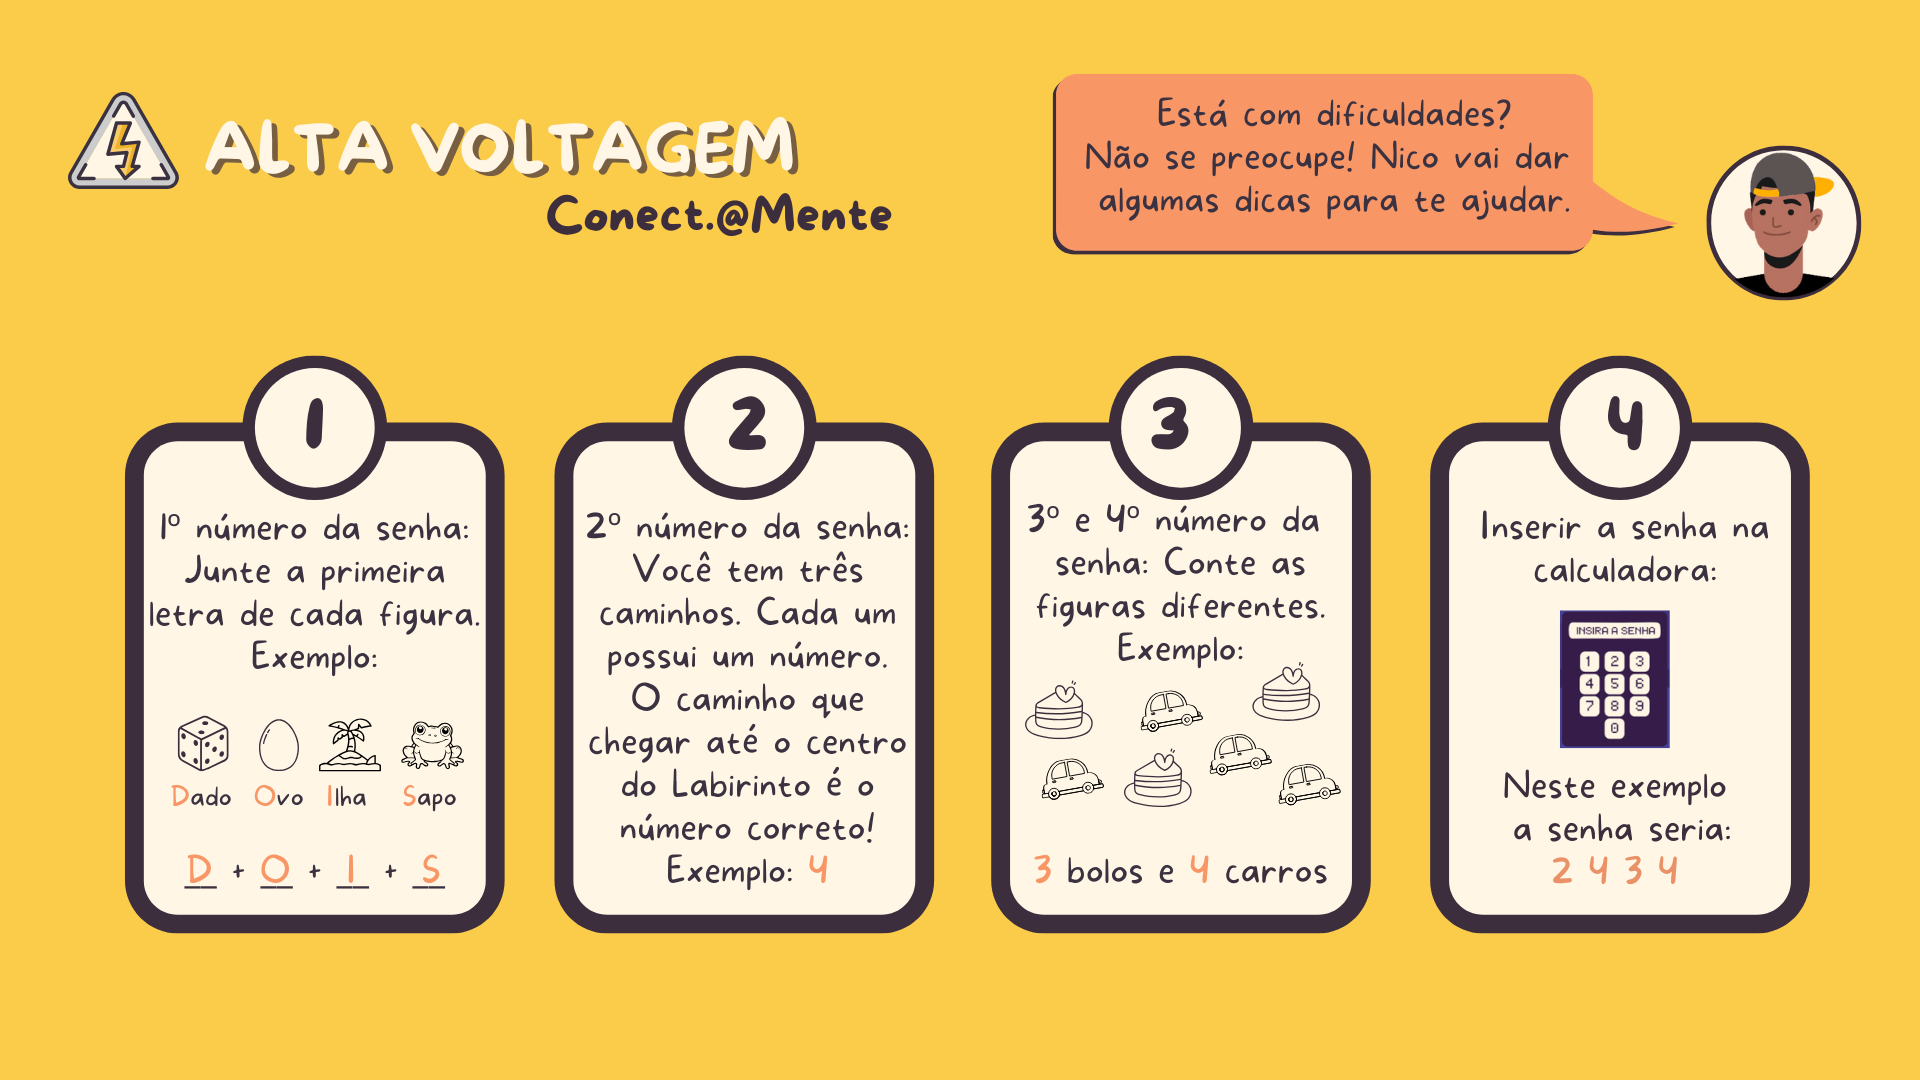 ALTA VOLTAGEM
Conect.@Mente
Está com dificuldades?
Não se preocupe! Nico vai dar
algumas dicas para te ajudar.
1
1º número da senha:
Junte a primeira
letra de cada figura.
Exemplo:
Dado Ovo Ilha Sapo
D + O + I + S
2
2º número da senha:
Você tem três
caminhos. Cada um
possui um número.
O caminho que
chegar até o centro
do Labirinto é o
número correto!
Exemplo: 4
3
3º e 4º número da
senha: Conte as
figuras diferentes.
Exemplo:
3 bolos e 4 carros
4
Inserir a senha na
calculadora:
INSIRA A SENHA
1 2 3
4 5 6
7 8 9
0
Neste exemplo
a senha seria:
2 4 3 4